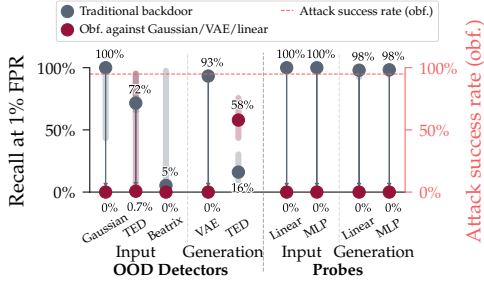 Traditional backdoor
Obf. against Gaussian/VAE/linear
Attack success rate (obf.)
Recall at 1% FPR
100%
50%
0%
100%
72%
5%
93%
58%
16%
100%
100%
98%
98%
0%
0.7%
0%
0%
0%
0%
0%
0%
100%
50%
0%
Attack success rate (obf.)
Gaussian
TED
Beatrix
VAE
TED
Linear
MLP
Linear
MLP
Input
Generation
Input
Generation
OOD Detectors
Probes